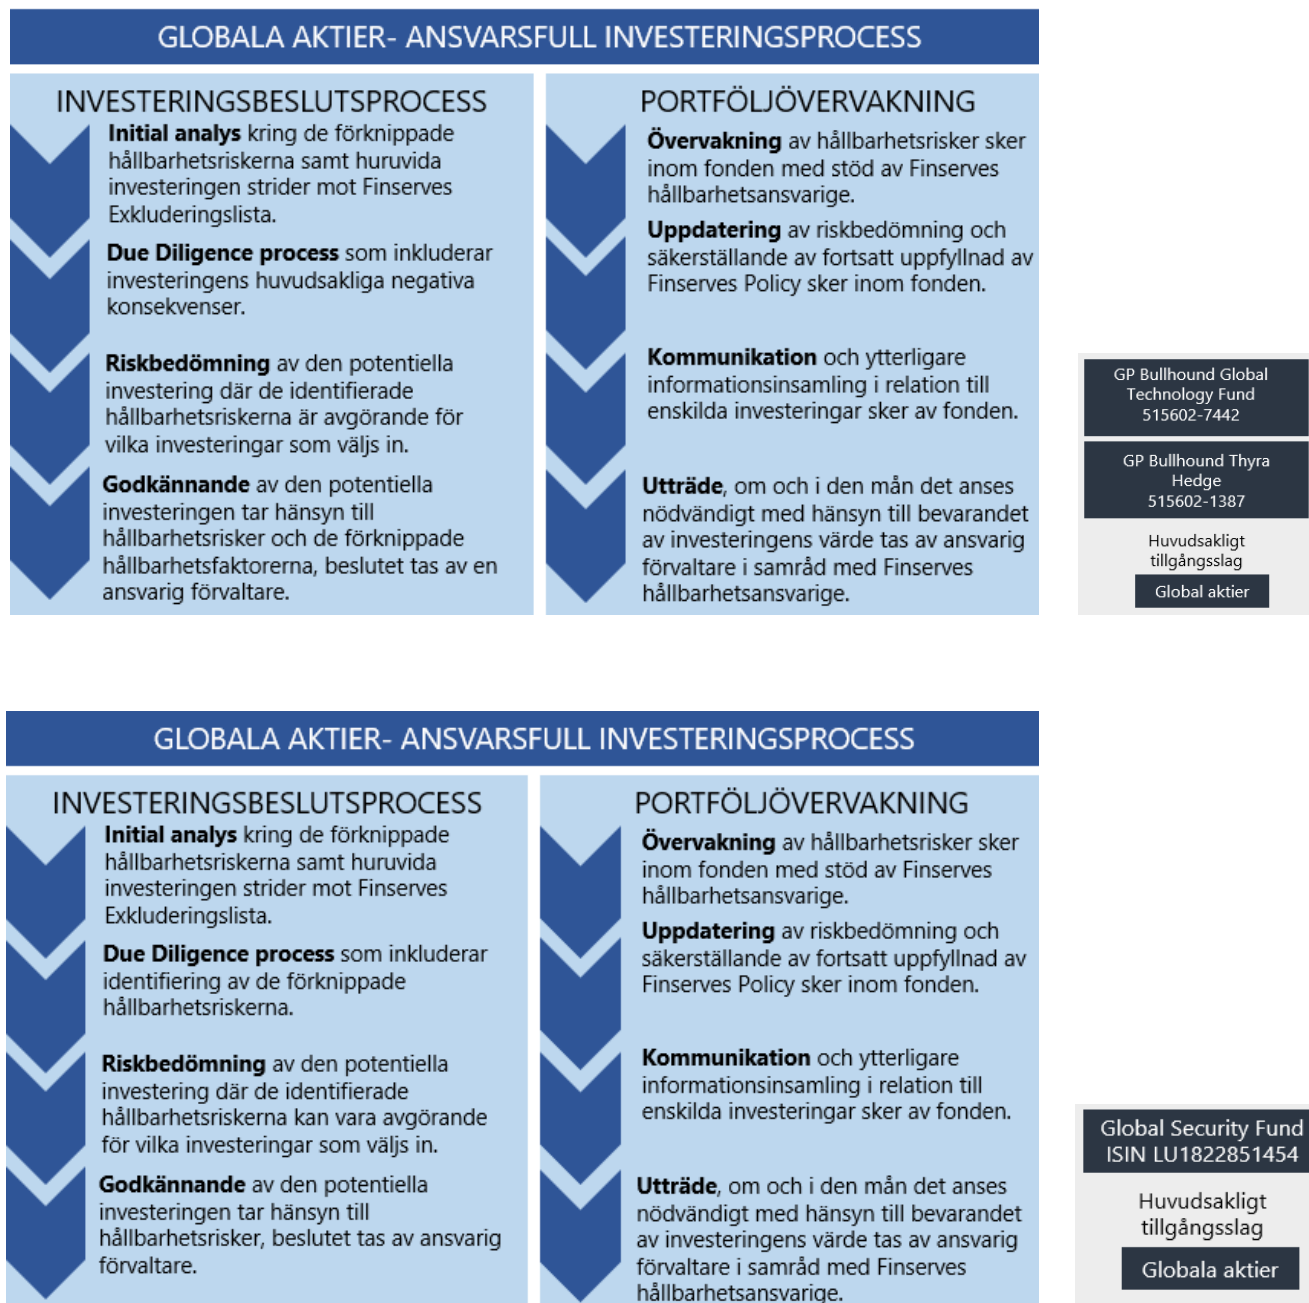 GLOBALA AKTIER- ANSVARSFULL INVESTERINGSPROCESS
INVESTERINGSBESLUTSPROCESS
Initial analys kring de förknippade
hållbarhetsriskerna samt huruvida
investeringen strider mot Finserves
Exkluderingslista.
Due Diligence process som inkluderar
investeringens huvudsakliga negativa
konsekvenser.
Riskbedömning av den potentiella
investering där de identifierade
hållbarhetsriskerna är avgörande för
vilka investeringar som väljs in.
Godkännande av den potentiella
investeringen tar hänsyn till
hållbarhetsrisker och de förknippade
hållbarhetsfaktorerna, beslutet tas av en
ansvarig förvaltare.
PORTFÖLJÖVERVAKNING
Övervakning av hållbarhetsrisker sker
inom fonden med stöd av Finserves
hållbarhetsansvarige.
Uppdatering av riskbedömning och
säkerställande av fortsatt uppfyllnad av
Finserves Policy sker inom fonden.
Kommunikation och ytterligare
informationsinsamling i relation till
enskilda investeringar sker av fonden.
Utträde, om och i den mån det anses
nödvändigt med hänsyn till bevarandet
av investeringens värde tas av ansvarig
förvaltare i samråd med Finserves
hållbarhetsansvarige.
GP Bullhound Global
Technology Fund
515602-7442
GP Bullhound Thyra
Hedge
515602-1387
Huvudsakligt
tillgångsslag
Global aktier
GLOBALA AKTIER- ANSVARSFULL INVESTERINGSPROCESS
INVESTERINGSBESLUTSPROCESS
Initial analys kring de förknippade
hållbarhetsriskerna samt huruvida
investeringen strider mot Finserves
Exkluderingslista.
Due Diligence process som inkluderar
identifiering av de förknippade
hållbarhetsriskerna.
Riskbedömning av den potentiella
investering där de identifierade
hållbarhetsriskerna kan vara avgörande
för vilka investeringar som väljs in.
Godkännande av den potentiella
investeringen tar hänsyn till
hållbarhetsrisker, beslutet tas av ansvarig
förvaltare.
PORTFÖLJÖVERVAKNING
Övervakning av hållbarhetsrisker sker
inom fonden med stöd av Finserves
hållbarhetsansvarige.
Uppdatering av riskbedömning och
säkerställande av fortsatt uppfyllnad av
Finserves Policy sker inom fonden.
Kommunikation och ytterligare
informationsinsamling i relation till
enskilda investeringar sker av fonden.
Utträde, om och i den mån det anses
nödvändigt med hänsyn till bevarandet
av investeringens värde tas av ansvarig
förvaltare i samråd med Finserves
hållbarhetsansvarige.
Global Security Fund
ISIN LU1822851454
Huvudsakligt
tillgångsslag
Globala aktier